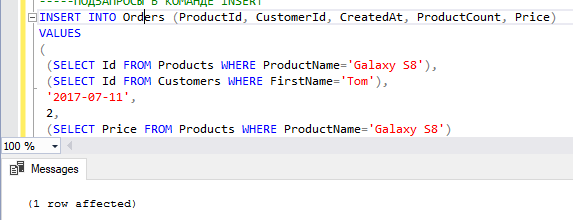 -----ПОДЗАПРОСЫ В КОМАНДЕ INSERT
INSERT INTO Orders (ProductId, CustomerId, CreatedAt, ProductCount, Price)
VALUES
(
(SELECT Id FROM Products WHERE ProductName='Galaxy S8'),
(SELECT Id FROM Customers WHERE FirstName='Tom'),
'2017-07-11',
2,
(SELECT Price FROM Products WHERE ProductName='Galaxy S8')
100 %
Messages
(1 row affected)